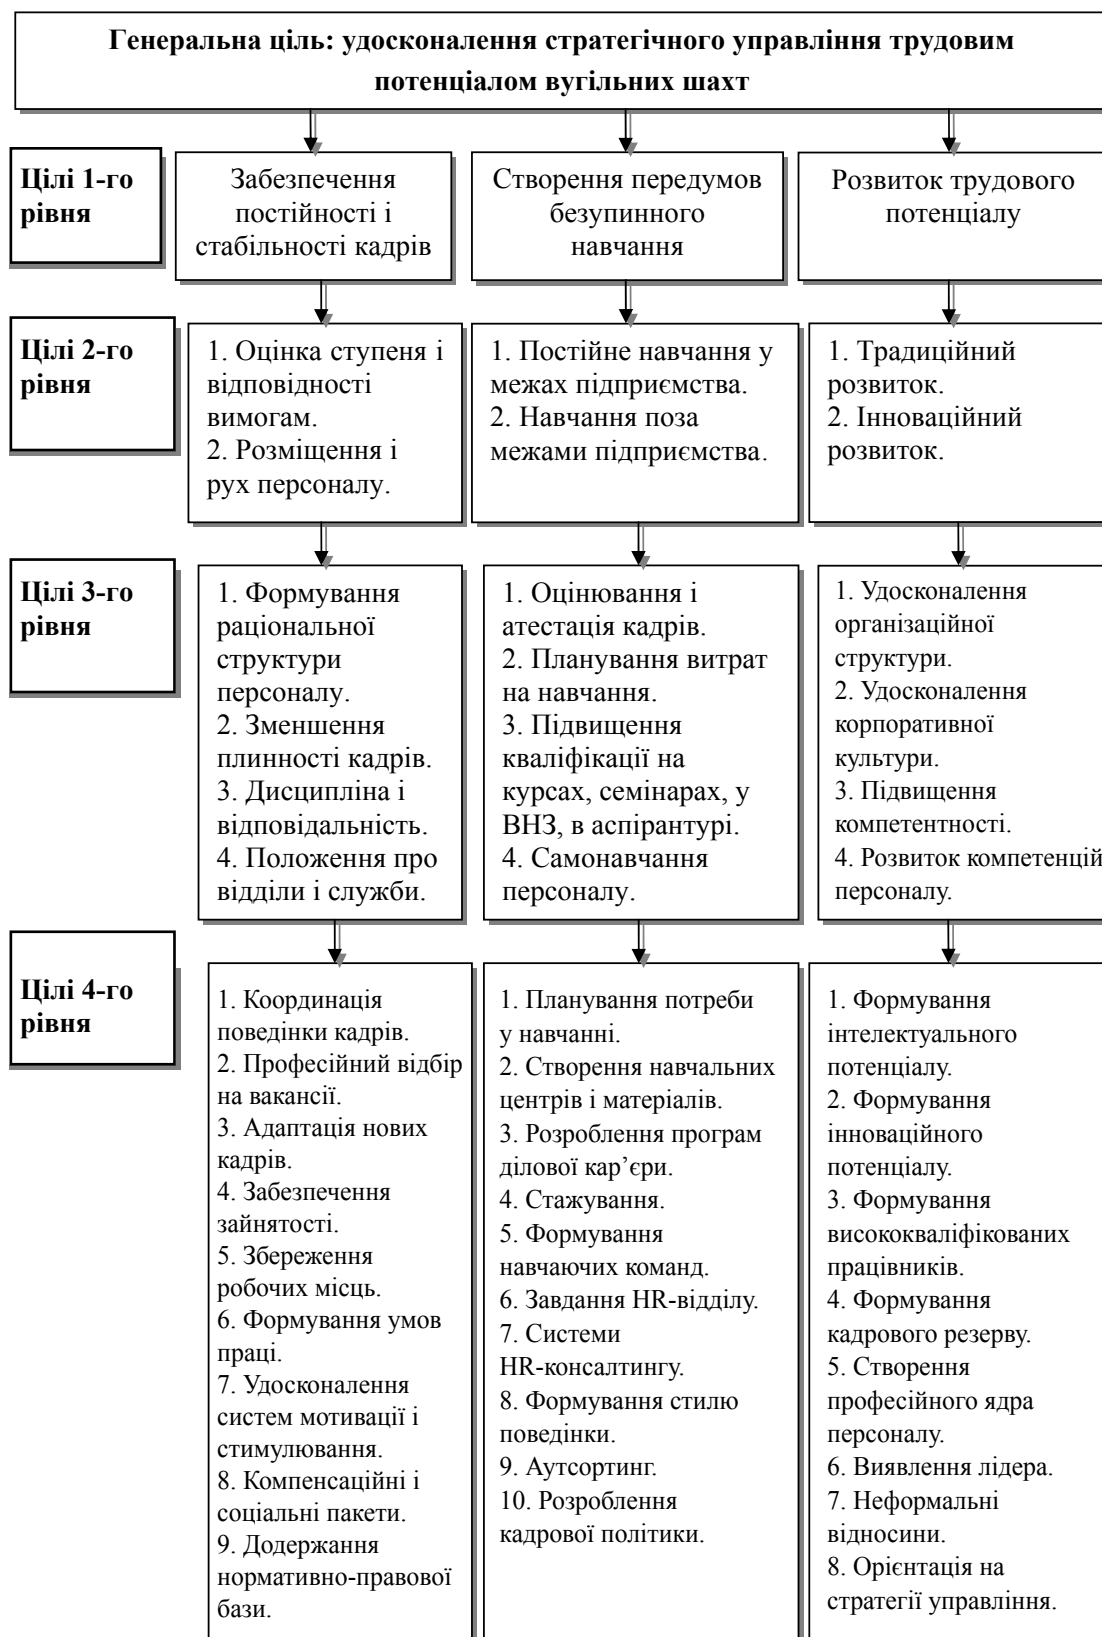 Генеральна ціль: удосконалення стратегічного управління трудовим
потенціалом вугільних шахт
Цілі 1-го
рівня
Забезпечення
постійності і
стабільності кадрів
Створення передумов
безупинного
навчання
Розвиток трудового
потенціалу
Цілі 2-го
рівня
1. Оцінка ступеня і
відповідності
вимогам.
2. Розміщення і
рух персоналу.
1. Постійне навчання у
межах підприємства.
2. Навчання поза
межами підприємства.
1. Традиційний
розвиток.
2. Інноваційний
розвиток.
Цілі 3-го
рівня
1. Формування
раціональної
структури
персоналу.
2. Зменшення
плинності кадрів.
3. Дисципліна і
відповідальність.
4. Положення про
відділи і служби.
1. Оцінювання і
атестація кадрів.
2. Планування витрат
на навчання.
3. Підвищення
кваліфікації на
курсах, семінарах, у
ВНЗ, в аспірантурі.
4. Самонавчання
персоналу.
1. Удосконалення
організаційної
структури.
2. Удосконалення
корпоративної
культури.
3. Підвищення
компетентності.
4. Розвиток компетенцій
персоналу.
Цілі 4-го
рівня
1. Координація
поведінки кадрів.
2. Професійний відбір
на вакансії.
3. Адаптація нових
кадрів.
4. Забезпечення
зайнятості.
5. Збереження
робочих місць.
6. Формування умов
праці.
7. Удосконалення
систем мотивації і
стимулювання.
8. Компенсаційні і
соціальні пакети.
9. Додержання
нормативно-правової
бази.
1. Планування потреби
у навчанні.
2. Створення навчальних
центрів і матеріалів.
3. Розроблення програм
ділової кар’єри.
4. Стажування.
5. Формування
навчаючих команд.
6. Завдання HR-відділу.
7. Системи
HR-консалтингу.
8. Формування стилю
поведінки.
9. Аутсортинг.
10. Розроблення
кадрової політики.
1. Формування
інтелектуального
потенціалу.
2. Формування
інноваційного
потенціалу.
3. Формування
висококваліфікованих
працівників.
4. Формування
кадрового резерву.
5. Створення
професійного ядра
персоналу.
6. Виявлення лідера.
7. Неформальні
відносини.
8. Орієнтація на
стратегії управління.